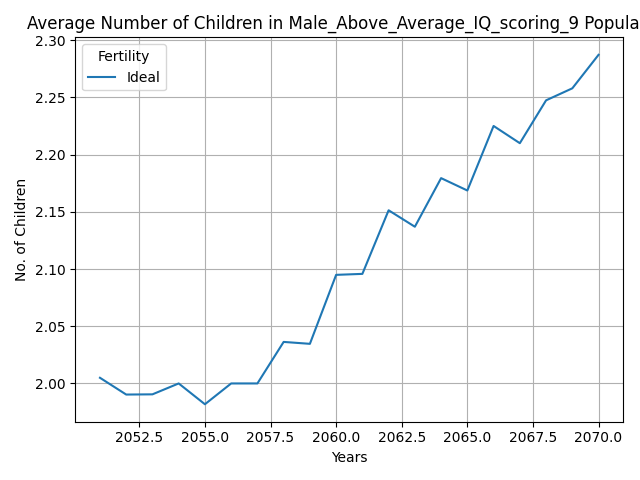 Average Number of Children in Male_Above_Average_IQ_scoring_9 Popula
Fertility
Ideal
2.30
2.25
2.20
2.15
2.10
2.05
2.00
No. of Children
2052.5 2055.0 2057.5 2060.0 2062.5 2065.0 2067.5 2070.0
Years